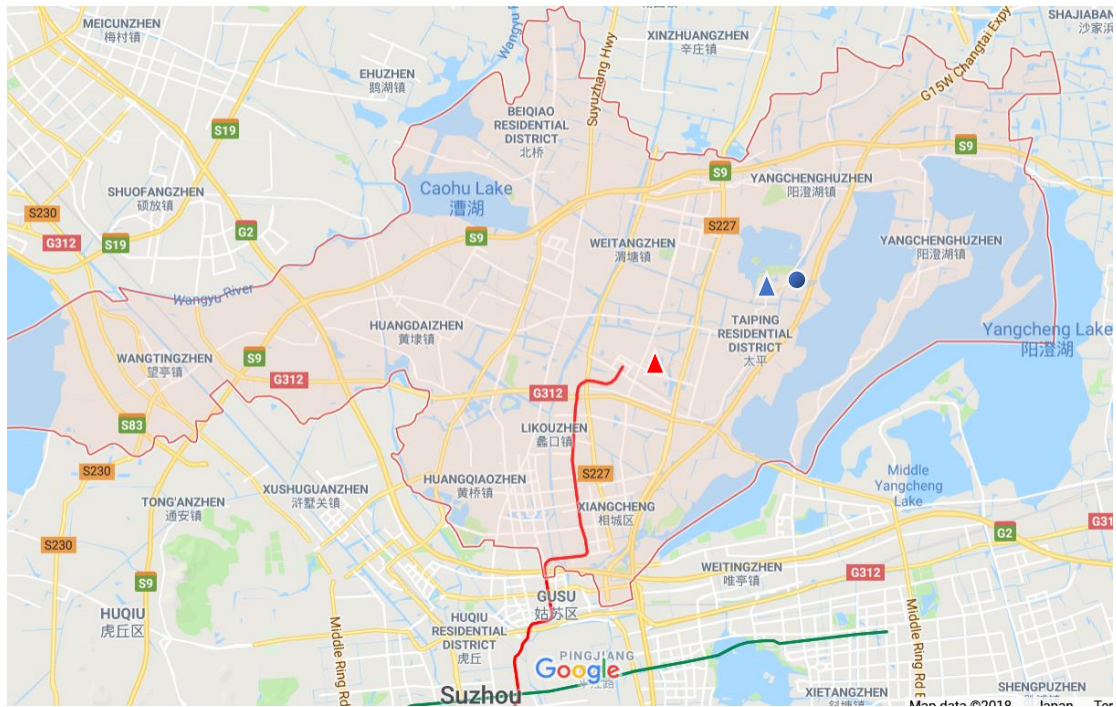 MEICUNZHEN
梅村镇
Wangyu R
SHAJIABAN
沙家浜
XINZHUANGZHEN
辛庄镇
Suyuzhang Hwy
G15W Changtai Expy
EHUZHEN
鹅湖镇
BEIQIAO
RESIDENTIAL
DISTRICT
北桥
S19
S9
S9
SHUOFANGZHEN
硕放镇
Caohu Lake
漕湖
YANGCHENGHUZHEN
阳澄湖镇
S230
G312
S19
G2
S9
S227
WEITANGZHEN
渭塘镇
YANGCHENGHUZHEN
阳澄湖镇
Wangyu River
HUANGDAIZHEN
黄埭镇
TAIPING
RESIDENTIAL
DISTRICT
太平
Yangcheng Lake
阳澄湖
WANGTINGZHEN
望亭镇
S9
G312
G312
S83
LIKOUZHEN
蠡口镇
S230
HUANGQIAOZHEN
黄桥镇
S227
Middle
Yangcheng
Lake
XUSHUGUANZHEN
浒墅关镇
TONG'ANZHEN
通安镇
XIANGCHENG
相城区
G31
G2
S230
S9
WEITINGZHEN
唯亭镇
G312
HUQIU
虎丘区
GUSU
姑苏区
HUQIU
RESIDENTIAL
DISTRICT
虎丘
Middle Ring Rd
Middle Ring Rd E
PINGJIANG
Google
Suzhou
XIETANGZHEN
斜塘镇
SHENGPUZHEN
Map data ©2018
Japan
Ter